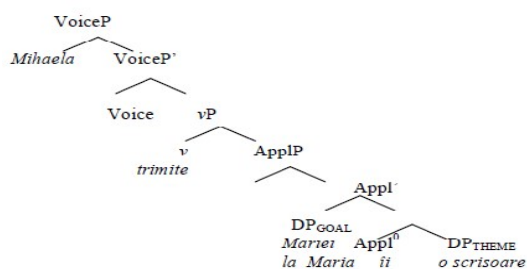 VoiceP
Mihaela VoiceP'
Voice vP
v ApplP
trimite
Appl'
DPGOAL
Mariei Appl⁰ DPTHEME
la Maria îi o scrisoare